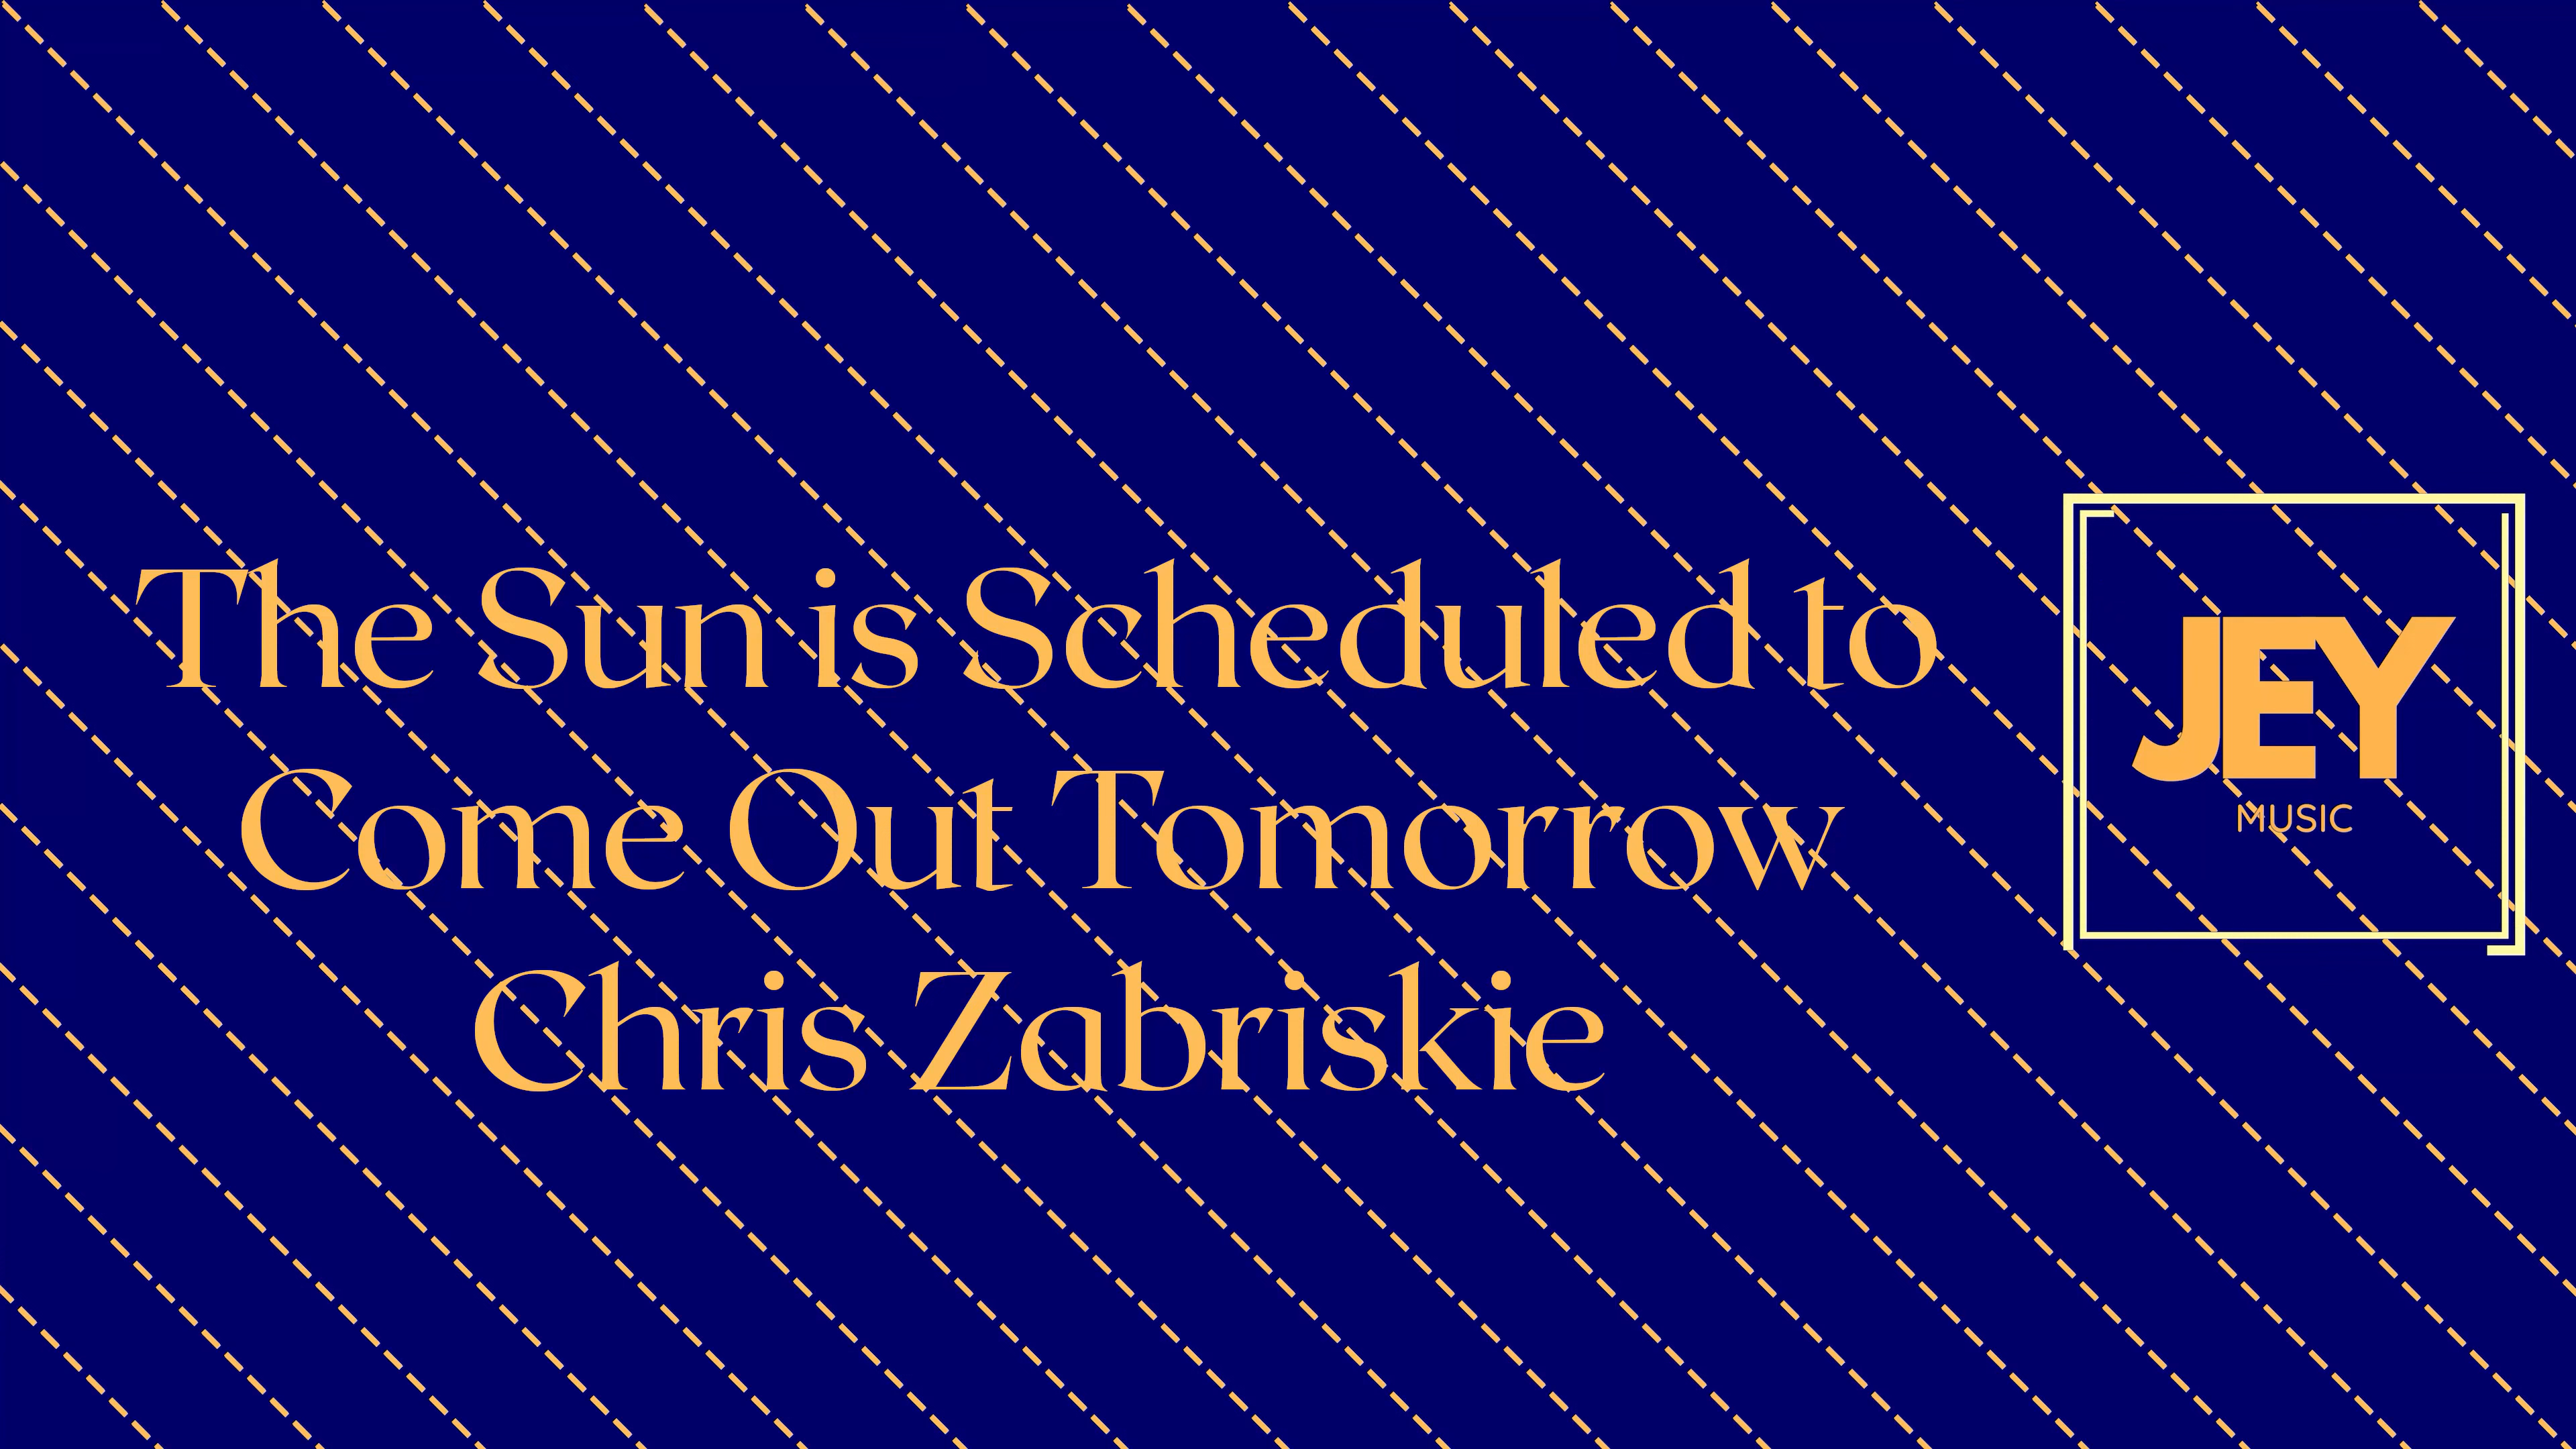 The Sun is Scheduled to
Come Out Tomorrow
Chris Zabriskie
JEY
MUSIC